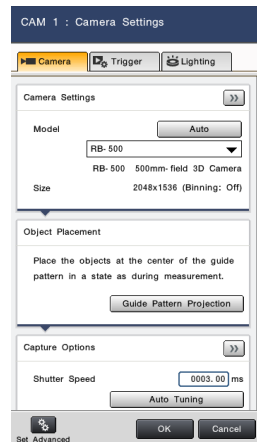 CAM 1 : Camera Settings
Camera Trigger Lighting
Camera Settings
Model Auto
RB-500
RB-500 500mm-field 3D Camera
Size 2048x1536 (Binning: Off)
Object Placement
Place the objects at the center of the guide
pattern in a state as during measurement.
Guide Pattern Projection
Capture Options
Shutter Speed 0003.00 ms
Auto Tuning
Set Advanced OK Cancel